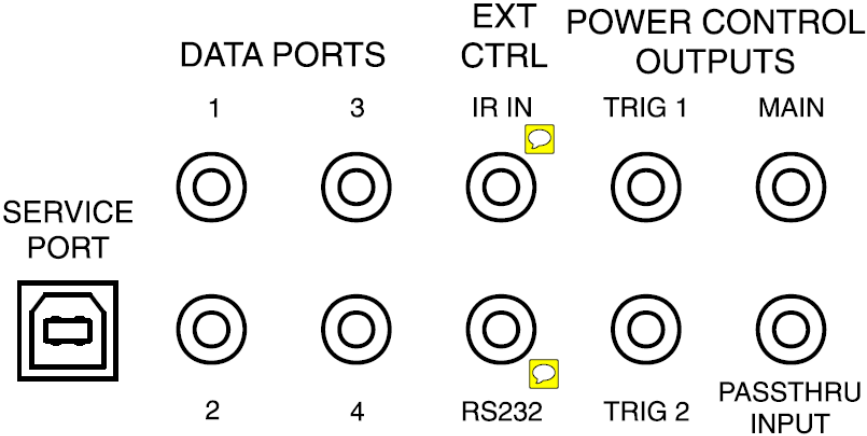 EXT
CTRL
POWER CONTROL
OUTPUTS
DATA PORTS
1
3
IR IN
TRIG 1
MAIN
SERVICE
PORT
2
4
RS232
TRIG 2
PASSTHRU
INPUT